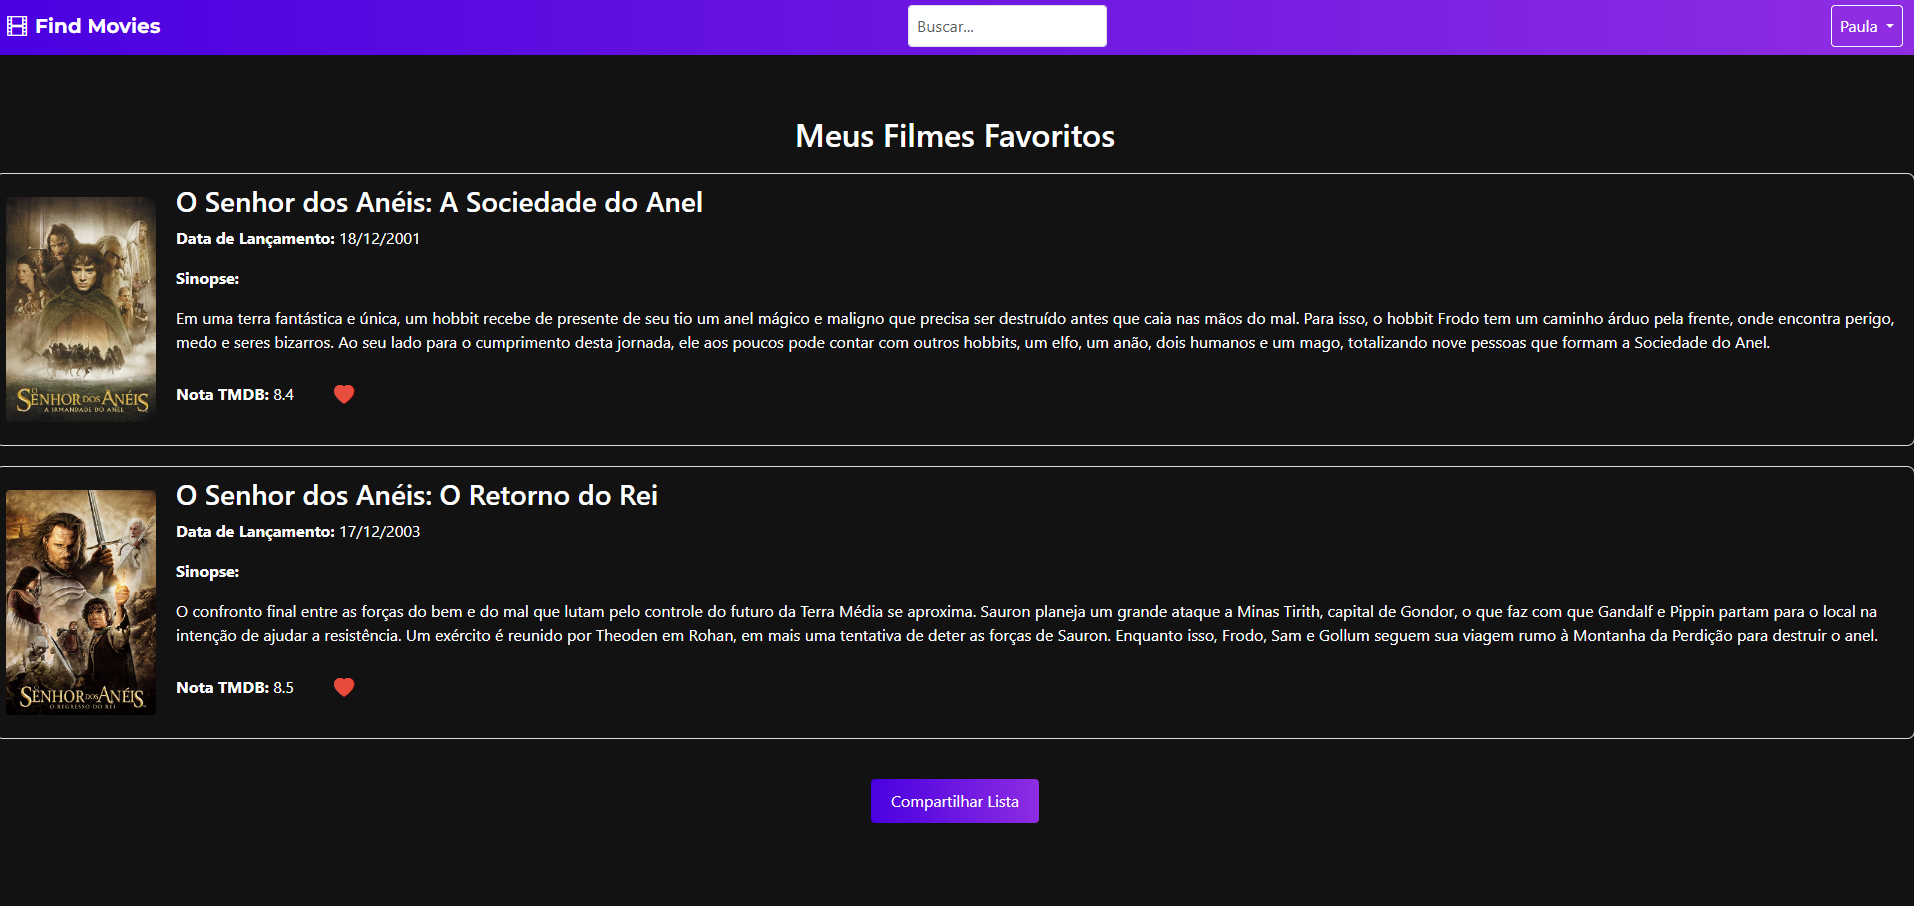 Find Movies
Buscar...
Paula
Meus Filmes Favoritos
O Senhor dos Anéis: A Sociedade do Anel
Data de Lançamento: 18/12/2001
Sinopse:
Em uma terra fantástica e única, um hobbit recebe de presente de seu tio um anel mágico e maligno que precisa ser destruído antes que caia nas mãos do mal. Para isso, o hobbit Frodo tem um caminho árduo pela frente, onde encontra perigo,
medo e seres bizarros. Ao seu lado para o cumprimento desta jornada, ele aos poucos pode contar com outros hobbits, um elfo, um anão, dois humanos e um mago, totalizando nove pessoas que formam a Sociedade do Anel.
Nota TMDB: 8.4
O
SENHOR DOS ANÉIS
A IRMANDADE DO ANEL
O Senhor dos Anéis: O Retorno do Rei
Data de Lançamento: 17/12/2003
Sinopse:
O confronto final entre as forças do bem e do mal que lutam pelo controle do futuro da Terra Média se aproxima. Sauron planeja um grande ataque a Minas Tirith, capital de Gondor, o que faz com que Gandalf e Pippin partam para o local na
intenção de ajudar a resistência. Um exército é reunido por Theoden em Rohan, em mais uma tentativa de deter as forças de Sauron. Enquanto isso, Frodo, Sam e Gollum seguem sua viagem rumo à Montanha da Perdição para destruir o anel.
Nota TMDB: 8.5
O
SENHOR DOS ANÉIS
O REGRESSO DO REI
Compartilhar Lista